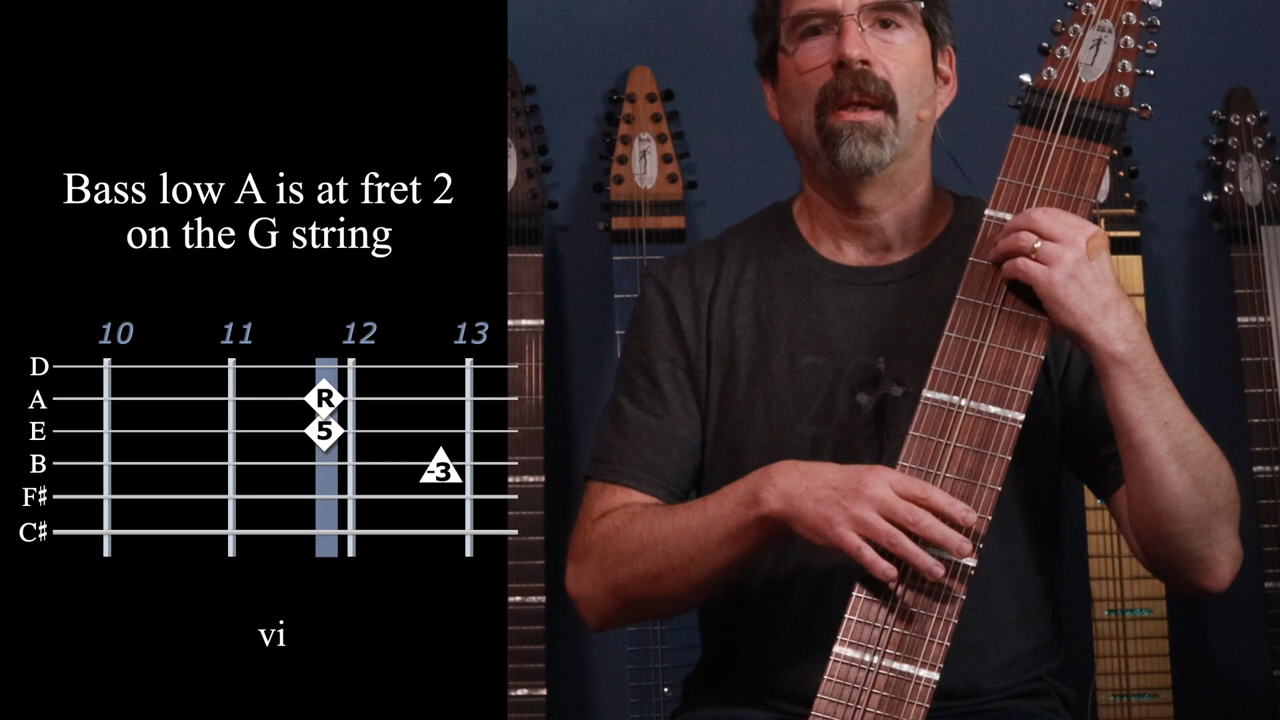 Bass low A is at fret 2
on the G string
10 11 12 13
D
A R
E 5
B -3
F#
C#
vi